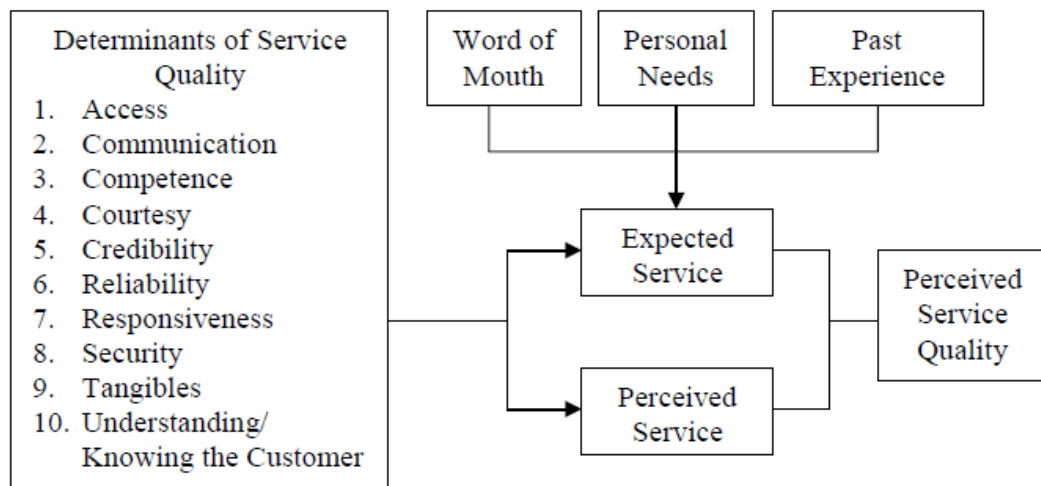 Determinants of Service
Quality
1. Access
2. Communication
3. Competence
4. Courtesy
5. Credibility
6. Reliability
7. Responsiveness
8. Security
9. Tangibles
10. Understanding/
Knowing the Customer
Word of
Mouth
Personal
Needs
Past
Experience
Expected
Service
Perceived
Service
Perceived
Service
Quality